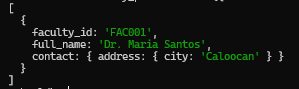 [
  {
    faculty_id: 'FAC001',
    full_name: 'Dr. Maria Santos',
    contact: { address: { city: 'Caloocan' } }
  }
]